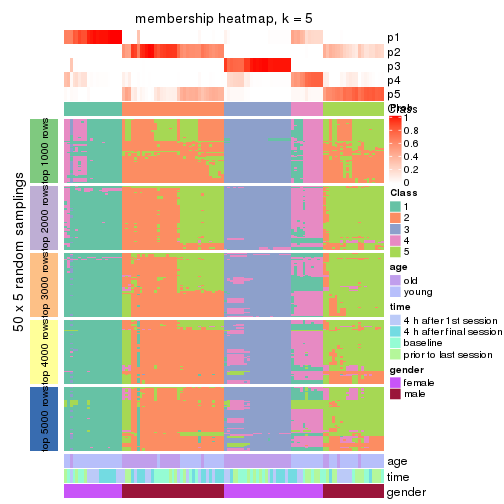 membership heatmap, k = 5
p1
p2
p3
p4
p5
Class
Prob
1
0.8
0.6
0.4
0.2
0
Class
1
2
3
4
5
age
old
young
time
4 h after 1st session
4 h after final session
baseline
prior to last session
gender
female
male
50 x 5 random samplings
top 1000 rows
top 2000 rows
top 3000 rows
top 4000 rows
top 5000 rows
age
time
gender